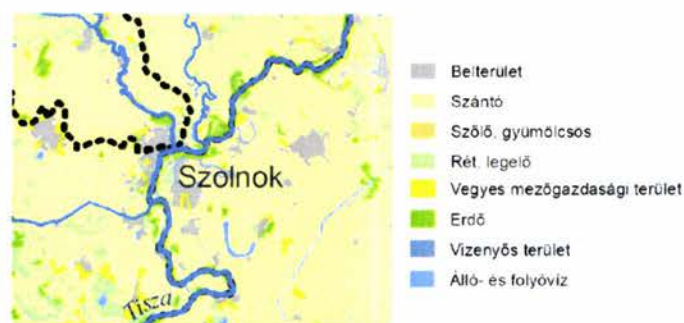 Szolnok
Tisza
Belterület
Szántó
Szőlő, gyümölcsös
Rét, legelő
Vegyes mezőgazdasági terület
Erdő
Vizenyős terület
Álló- és folyóvíz